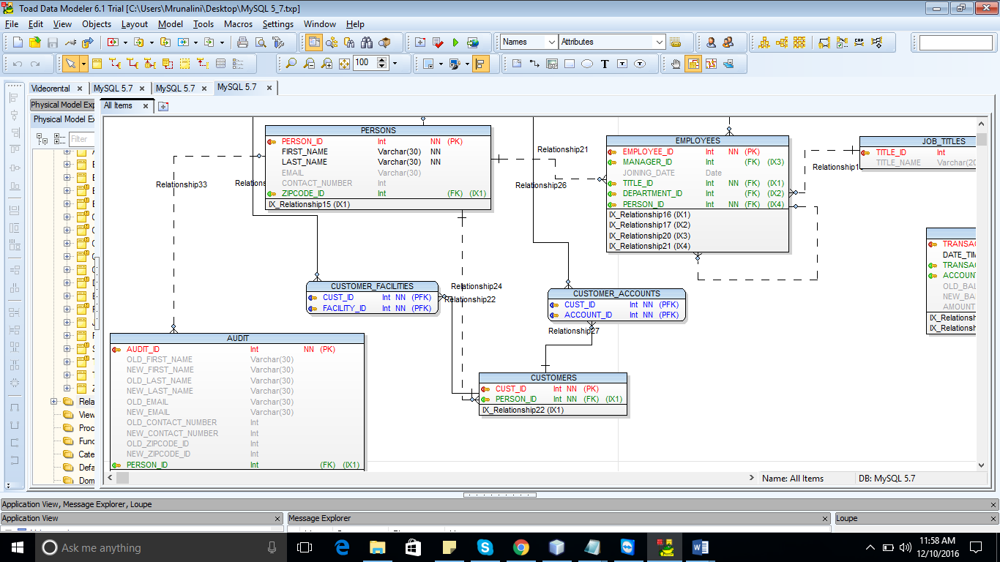 Toad Data Modeler 6.1 Trial [C:\Users\Mrunalini\Desktop\MySQL 5_7.txp]
File Edit View Objects Layout Model Tools Macros Settings Window Help
Names Attributes
100
Videorental MySQL 5.7 MySQL 5.7 MySQL 5.7
Physical Model Exp
All Items
Physical Model E
Filter
Rela
View
Proc
Func
Cate
Defa
Dom
PERSONS
PERSON_ID Int NN (PK)
FIRST_NAME Varchar(30) NN
LAST_NAME Varchar(30) NN
EMAIL Varchar(30)
CONTACT_NUMBER Int
ZIPCODE_ID Int (FK) (IX1)
IX_Relationship15 (IX1)
Relationship33
Relations
Relationship21
Relationship26
EMPLOYEES
EMPLOYEE_ID Int NN (PK)
MANAGER_ID Int (FK) (IX3)
JOINING_DATE Date
TITLE_ID Int NN (FK) (IX1)
DEPARTMENT_ID Int (FK) (IX2)
PERSON_ID Int NN (FK) (IX4)
IX_Relationship16 (IX1)
IX_Relationship17 (IX2)
IX_Relationship20 (IX3)
IX_Relationship21 (IX4)
JOB_TITLES
TITLE_ID Int
TITLE_NAME Varchar(20
Relationship1
TRANSA
DATE_TIM
TRANSA
ACCOU
OLD_BAL
NEW_BA
AMOUNT
IX_Relations
IX_Relations
CUSTOMER_FACILITIES
CUST_ID Int NN (PFK)
FACILITY_ID Int NN (PFK)
Relationship24
Relationship22
CUSTOMER_ACCOUNTS
CUST_ID Int NN (PFK)
ACCOUNT_ID Int NN (PFK)
Relationship27
AUDIT
AUDIT_ID Int NN (PK)
OLD_FIRST_NAME Varchar(30)
NEW_FIRST_NAME Varchar(30)
OLD_LAST_NAME Varchar(30)
NEW_LAST_NAME Varchar(30)
OLD_EMAIL Varchar(30)
NEW_EMAIL Varchar(30)
OLD_CONTACT_NUMBER Int
NEW_CONTACT_NUMBER Int
OLD_ZIPCODE_ID Int
NEW_ZIPCODE_ID Int
PERSON_ID Int (FK) (IX1)
CUSTOMERS
CUST_ID Int NN (PK)
PERSON_ID Int NN (FK) (IX1)
IX_Relationship22 (IX1)
Name: All Items DB: MySQL 5.7
Application View, Message Explorer, Loupe
Application View Message Explorer Loupe
Ask me anything
11:58 AM
12/10/2016